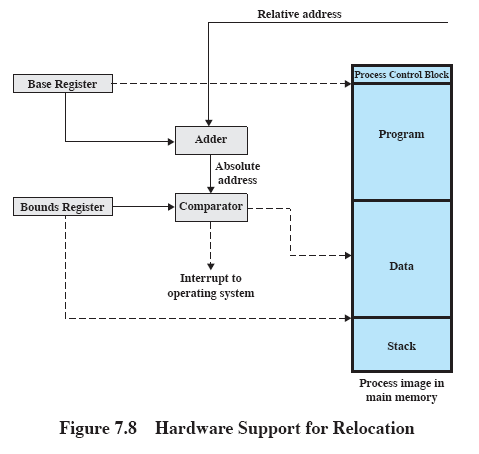 Relative address
Process Control Block
Base Register
Program
Adder
Absolute
address
Bounds Register
Comparator
Data
Interrupt to
operating system
Stack
Process image in
main memory
Figure 7.8 Hardware Support for Relocation